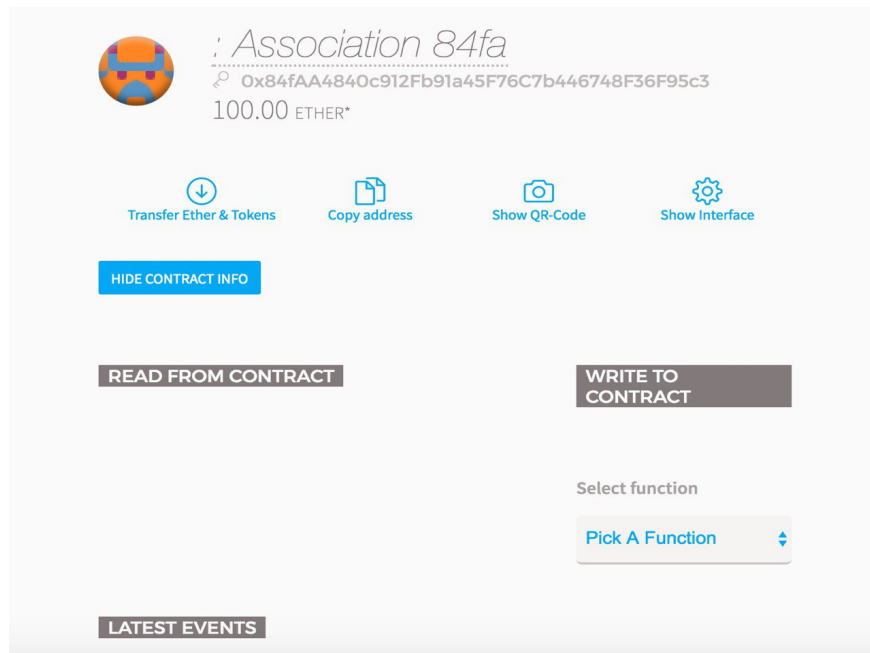 : Association 84fa
0x84fAA4840c912Fb91a45F76C7b446748F36F95c3
100.00 ETHER*
Transfer Ether & Tokens
Copy address
Show QR-Code
Show Interface
HIDE CONTRACT INFO
READ FROM CONTRACT
WRITE TO
CONTRACT
Select function
Pick A Function
LATEST EVENTS